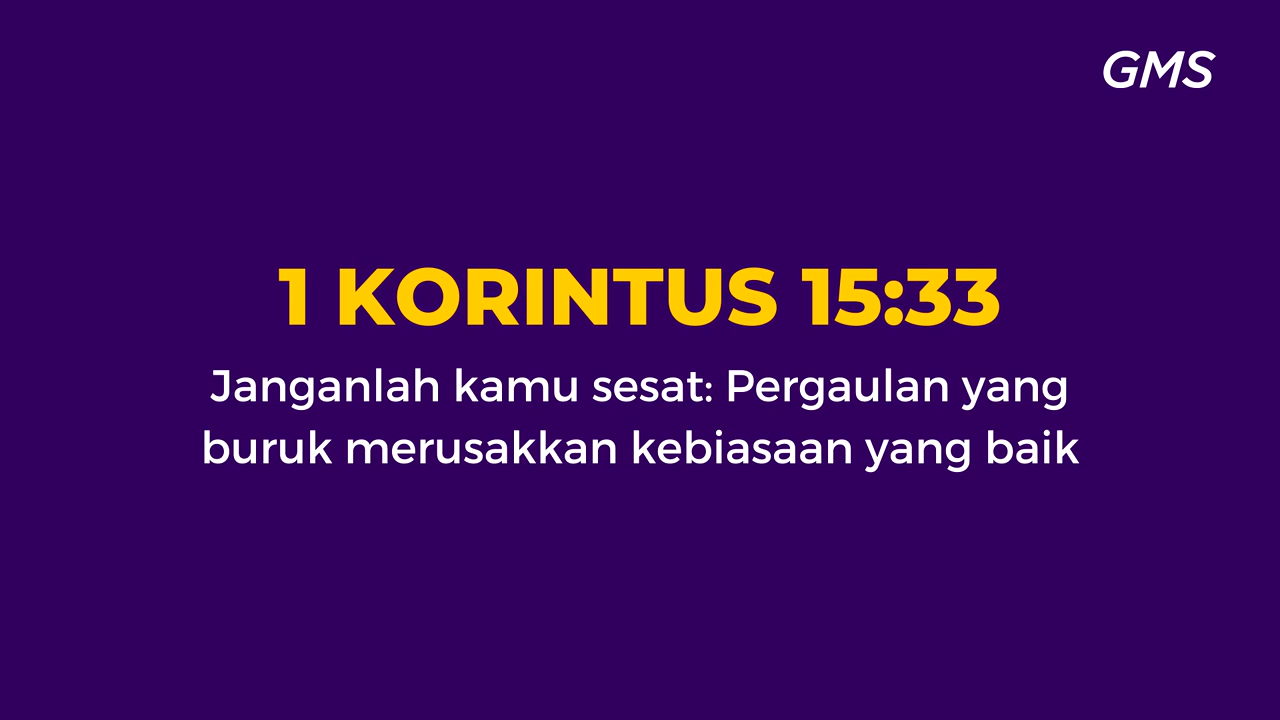 GMS
1 KORINTUS 15:33
Janganlah kamu sesat: Pergaulan yang
buruk merusakkan kebiasaan yang baik